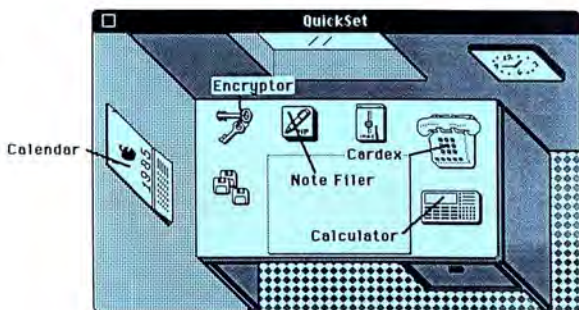 QuickSet
Encryptor
Calendar
1985
Cardex
Note Filer
Calculator